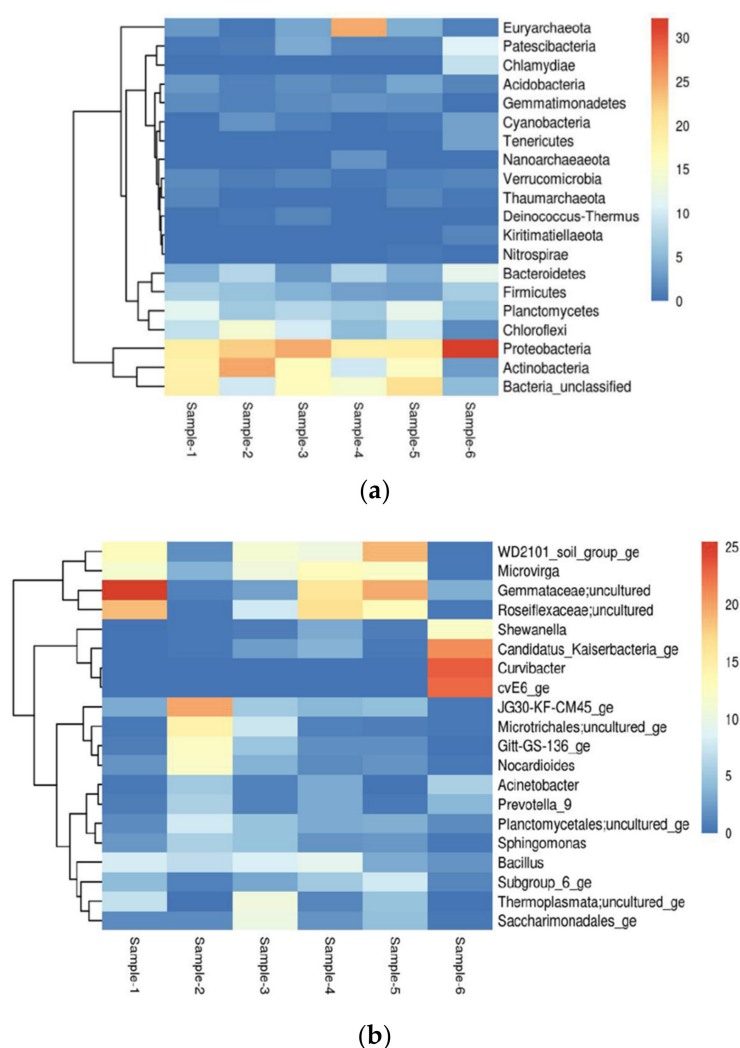 Euryarchaeota
Patescibacteria
Chlamydiae
Acidobacteria
Gemmatimonadetes
Cyanobacteria
Tenericutes
Nanoarchaeaeota
Verrucomicrobia
Thaumarchaeota
Deinococcus-Thermus
Kiritimatiellaeota
Nitrospirae
Bacteroidetes
Firmicutes
Planctomycetes
Chloroflexi
Proteobacteria
Actinobacteria
Bacteria_unclassified
30
25
20
15
10
5
0
Sample-1
Sample-2
Sample-3
Sample-4
Sample-5
Sample-6
(a)
WD2101_soil_group_ge
Microvirga
Gemmataceae;uncultured
Roseiflexaceae;uncultured
Shewanella
Candidatus_Kaiserbacteria_ge
Curvibacter
cvE6_ge
JG30-KF-CM45_ge
Microtrichales;uncultured_ge
Gitt-GS-136_ge
Nocardioides
Acinetobacter
Prevotella_9
Planctomycetales;uncultured_ge
Sphingomonas
Bacillus
Subgroup_6_ge
Thermoplasmata;uncultured_ge
Saccharimonadales_ge
25
20
15
10
5
0
Sample-1
Sample-2
Sample-3
Sample-4
Sample-5
Sample-6
(b)